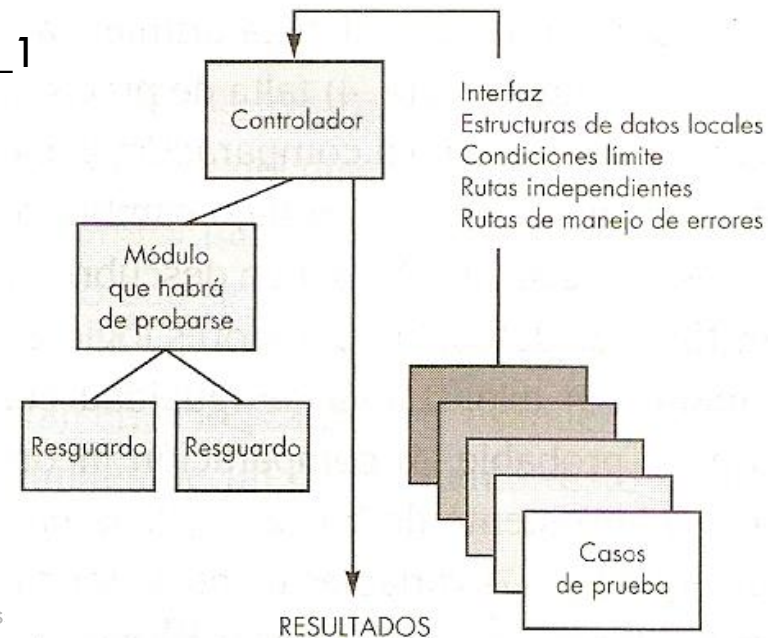 _1
Controlador
Interfaz
Estructuras de datos locales
Condiciones límite
Rutas independientes
Rutas de manejo de errores
Módulo
que habrá
de probarse
Resguardo
Resguardo
Casos
de prueba
RESULTADOS
s